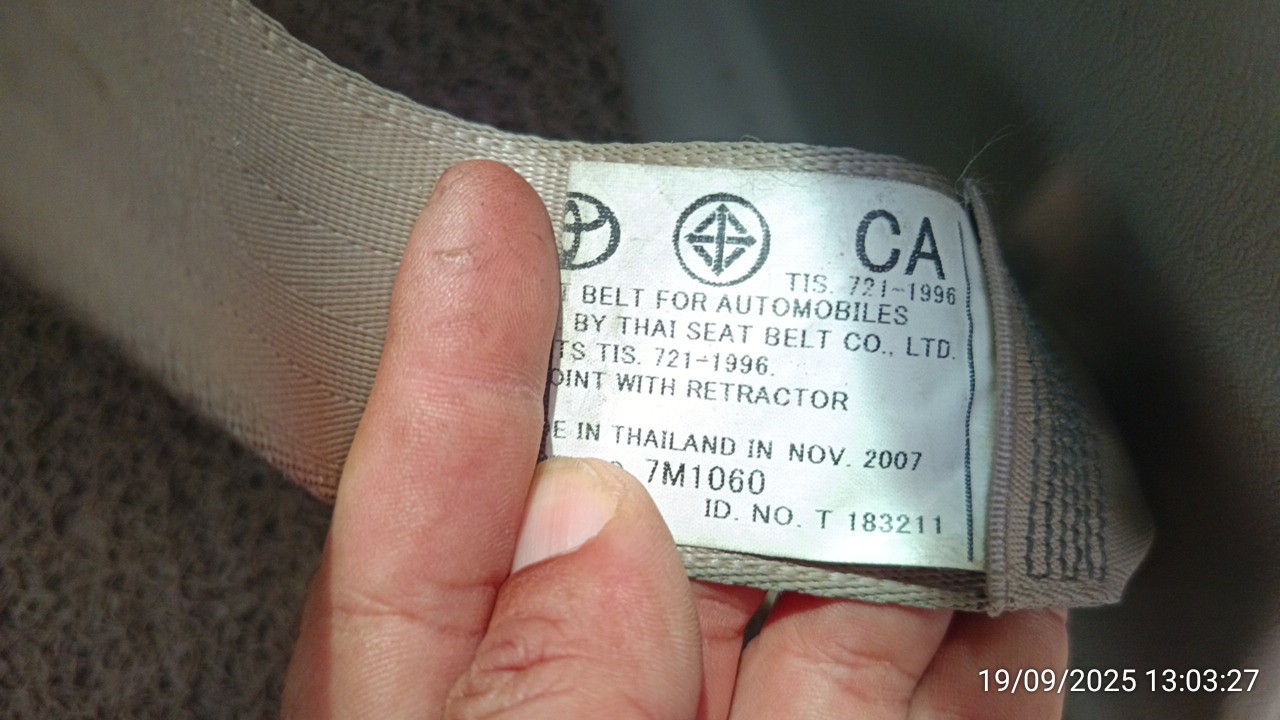 CA
TIS. 721-1996
BELT FOR AUTOMOBILES
BY THAI SEAT BELT CO., LTD.
TS TIS. 721-1996.
OINT WITH RETRACTOR
E IN THAILAND IN NOV. 2007
7M1060
ID. NO. T 183211
19/09/2025 13:03:27